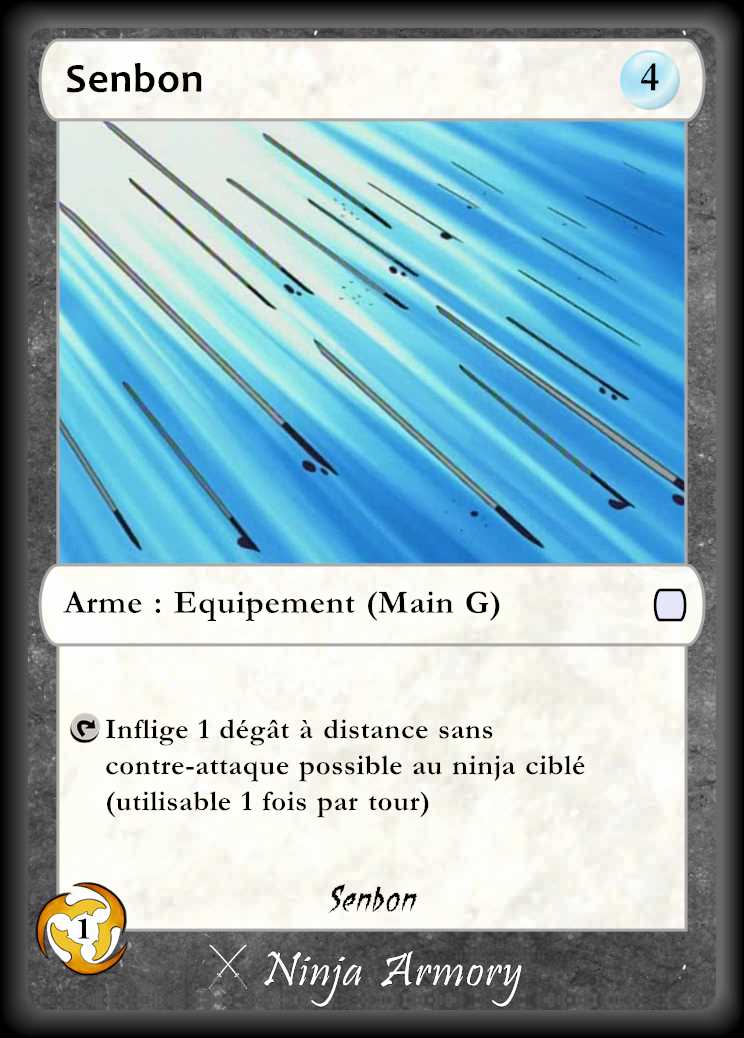 Senbon
4
Arme : Equipement (Main G)
Inflige 1 dégât à distance sans
contre-attaque possible au ninja ciblé
(utilisable 1 fois par tour)
Senbon
1
Ninja Armory